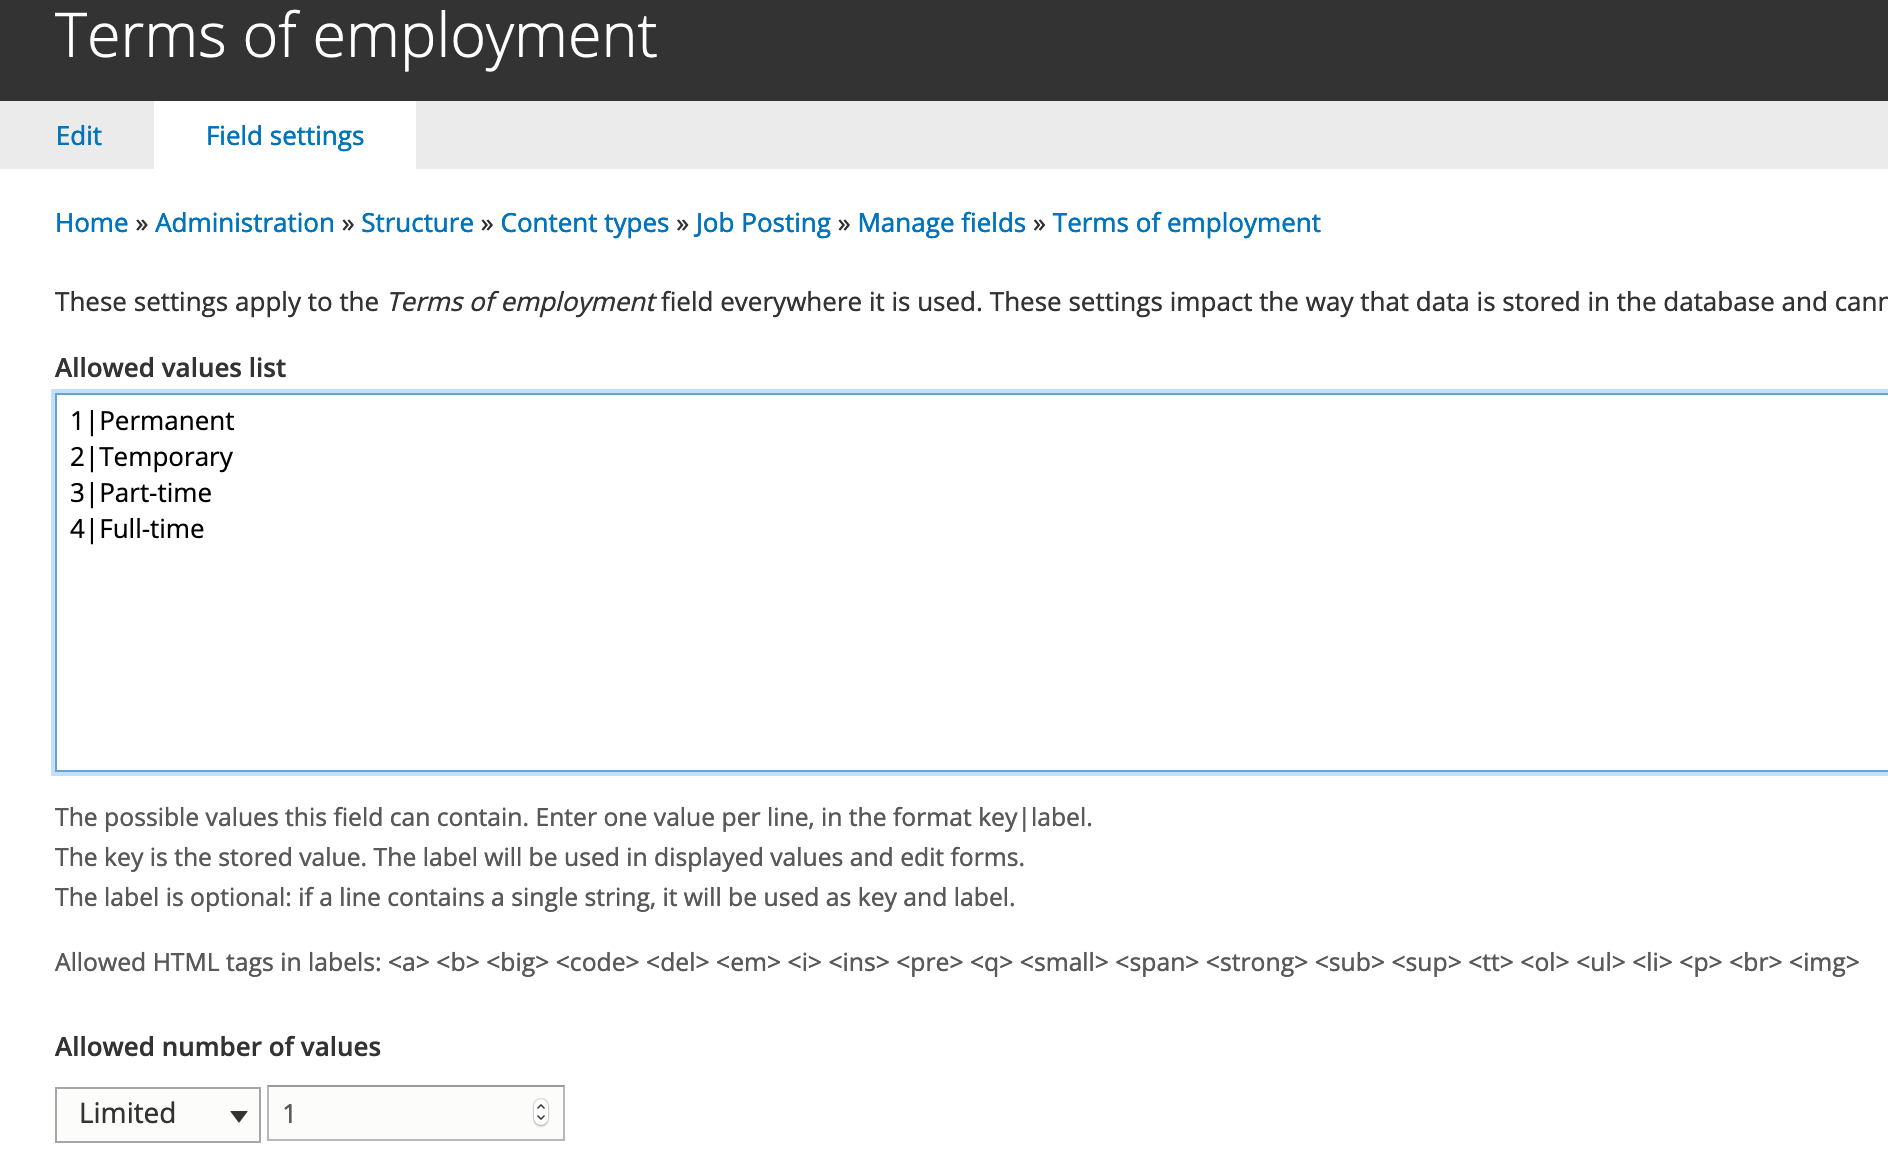 Terms of employment
Edit
Field settings
Home » Administration » Structure » Content types » Job Posting » Manage fields » Terms of employment
These settings apply to the Terms of employment field everywhere it is used. These settings impact the way that data is stored in the database and
Allowed values list
1|Permanent
2|Temporary
3|Part-time
4|Full-time
The possible values this field can contain. Enter one value per line, in the format key|label.
The key is the stored value. The label will be used in displayed values and edit forms.
The label is optional: if a line contains a single string, it will be used as key and label.
Allowed HTML tags in labels: <a> <b> <big> <code> <del> <em> <i> <ins> <pre> <q> <small> <span> <strong> <sub> <sup> <tt> <ol> <ul> <li> <p> <br> <img>
Allowed number of values
Limited
1